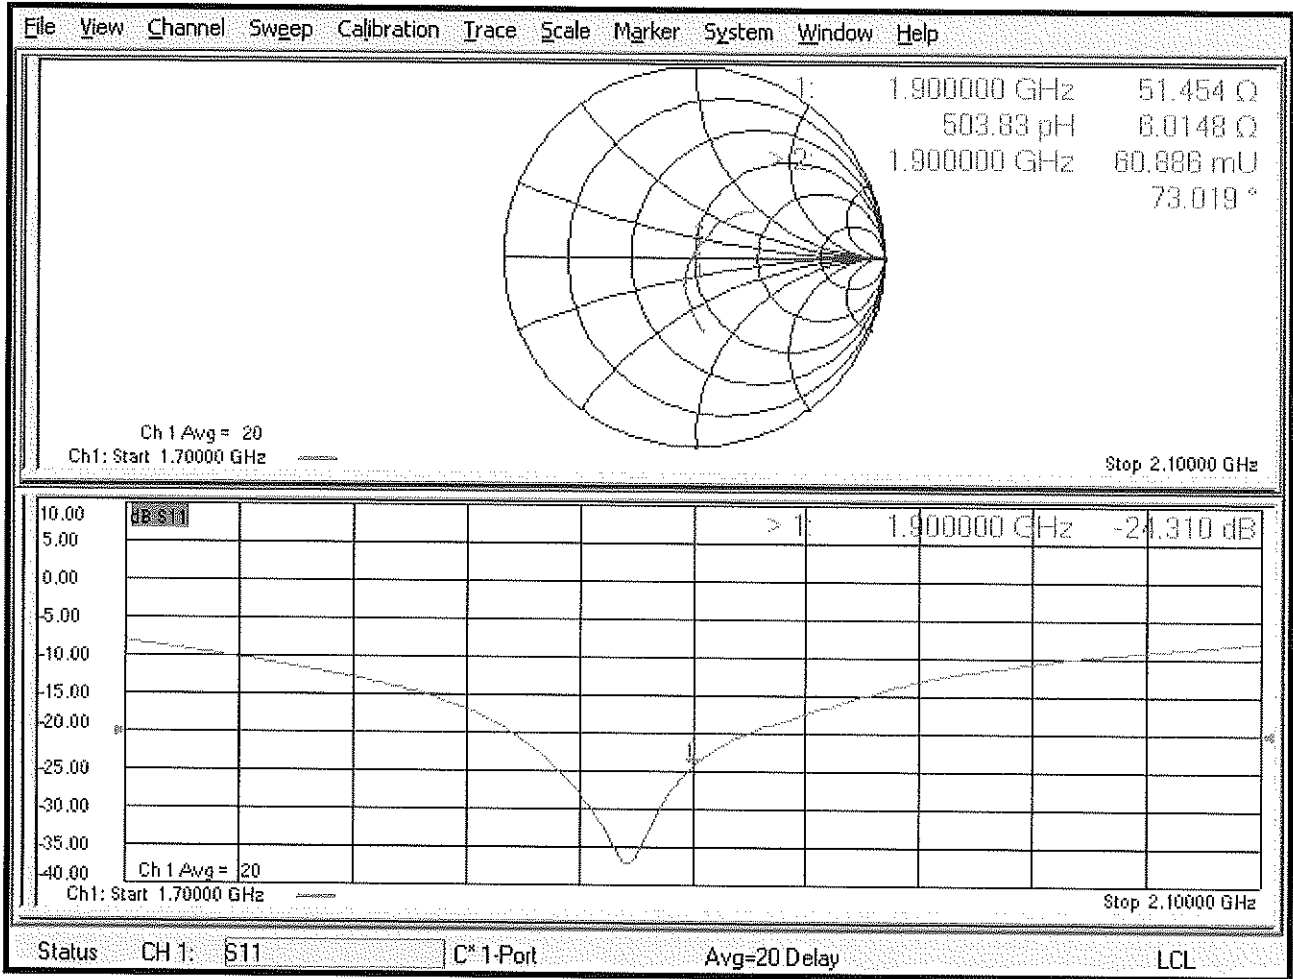 File View Channel Sweep Calibration Trace Scale Marker System Window Help
1: 1.900000 GHz 51.454 Ω
503.83 pH 6.0148 Ω
> 2: 1.900000 GHz 60.886 mU
73.019 °
Ch 1 Avg = 20
Ch1: Start 1.70000 GHz
Stop 2.10000 GHz
10.00
dB S11
> 1: 1.900000 GHz -24.310 dB
5.00
0.00
-5.00
-10.00
-15.00
-20.00
-25.00
-30.00
-35.00
-40.00
1
Ch 1 Avg = 20
Ch1: Start 1.70000 GHz
Stop 2.10000 GHz
Status CH 1: S11 C* 1-Port Avg=20 Delay LCL